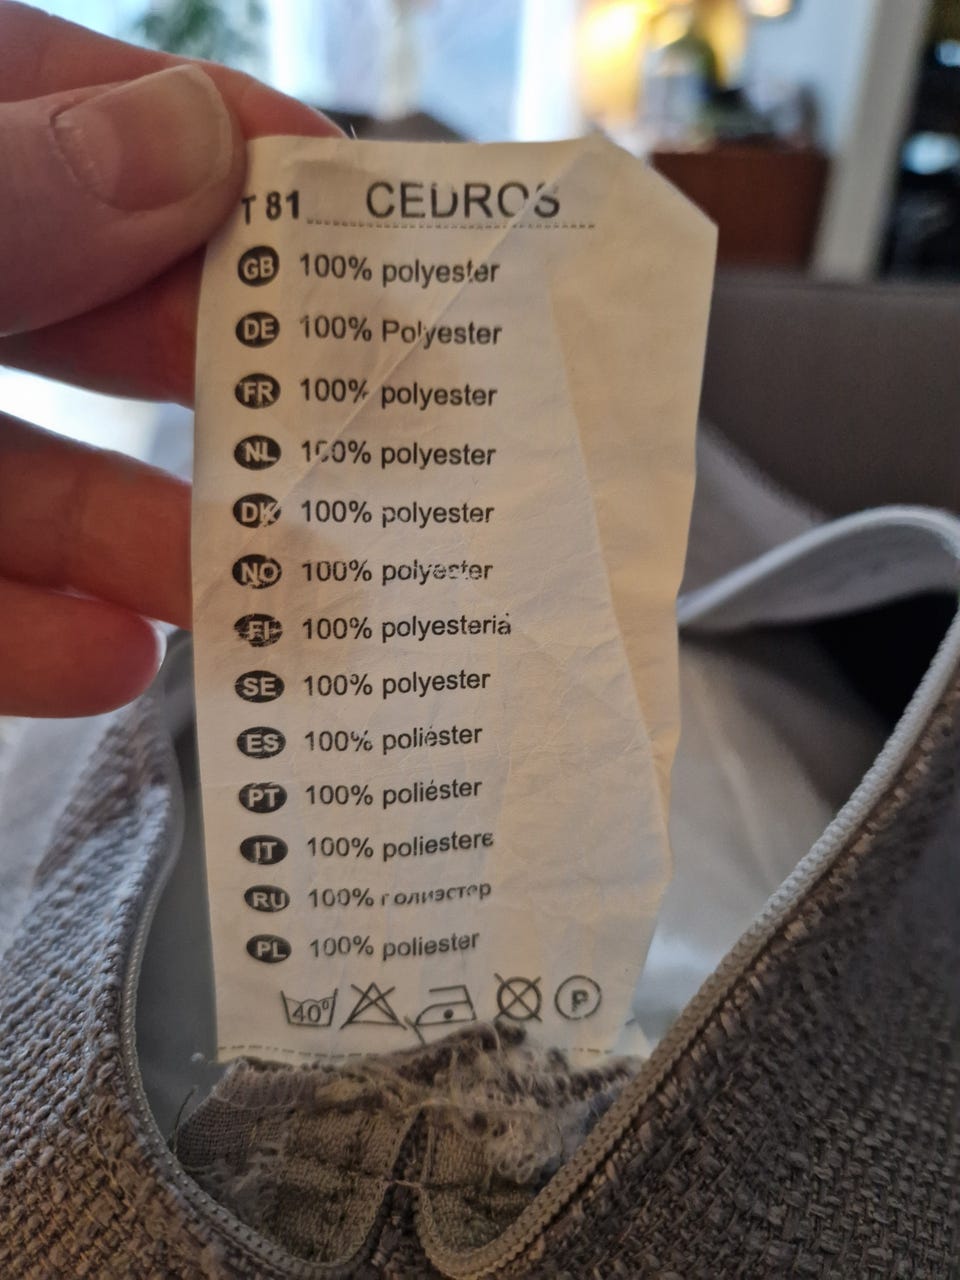 T 81 CEDROS
GB 100% polyester
DE 100% Polyester
FR 100% polyester
NL 100% polyester
DK 100% polyester
NO 100% polyester
FI 100% polyesteriä
SE 100% polyester
ES 100% poliéster
PT 100% poliéster
IT 100% poliestere
RU 100% полиэстер
PL 100% poliester
40° P